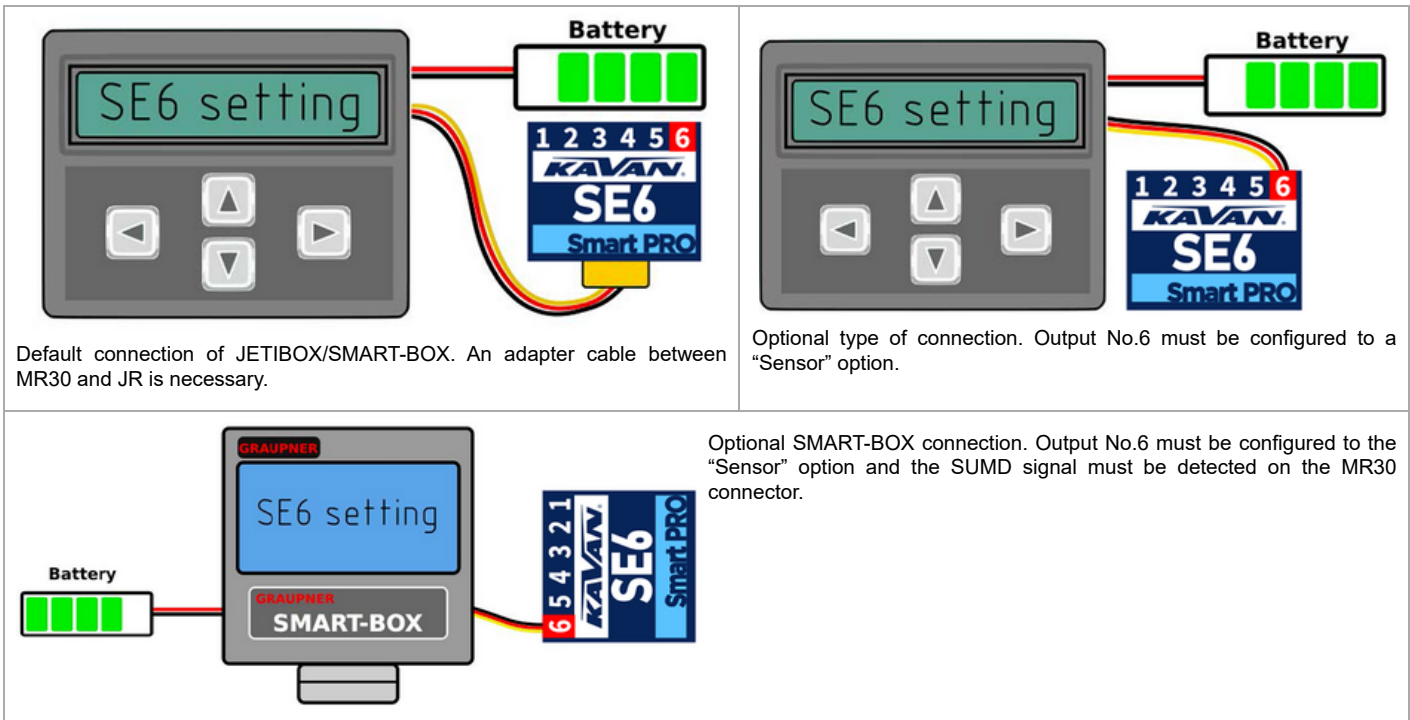 Battery
SE6 setting
1 2 3 4 5 6
KAVAN.
SE6
Smart PRO
Default connection of JETIBOX/SMART-BOX. An adapter cable between
MR30 and JR is necessary.
Battery
SE6 setting
1 2 3 4 5 6
KAVAN.
SE6
Smart PRO
Optional type of connection. Output No.6 must be configured to a
“Sensor” option.
GRAUPNER
SE6 setting
Battery
GRAUPNER
SMART-BOX
6 5 4 3 2 1
KAVAN.
SE6
Smart PRO
Optional SMART-BOX connection. Output No.6 must be configured to the
“Sensor” option and the SUMD signal must be detected on the MR30
connector.